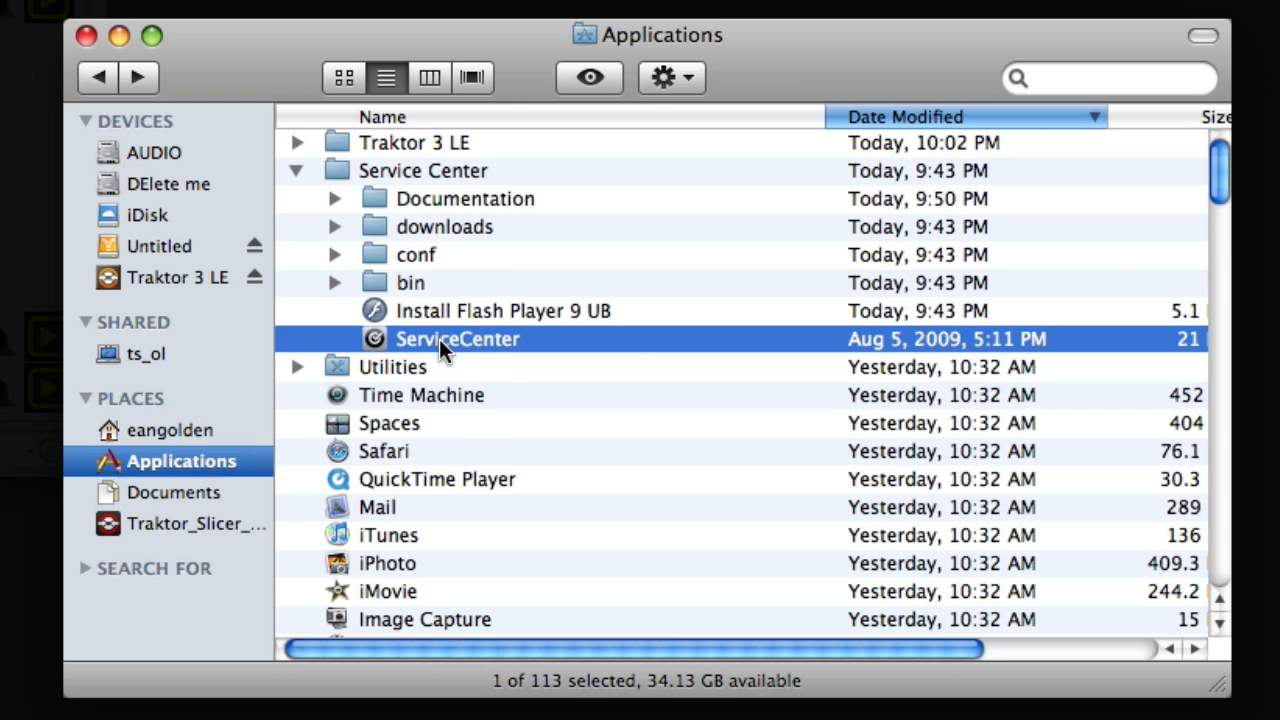 Applications
Name Date Modified Size
DEVICES
AUDIO
DElete me
iDisk
Untitled
Traktor 3 LE
SHARED
ts_ol
PLACES
eangolden
Applications
Documents
Traktor_Slicer_...
SEARCH FOR
Traktor 3 LE Today, 10:02 PM
Service Center Today, 9:43 PM
Documentation Today, 9:50 PM
downloads Today, 9:43 PM
conf Today, 9:43 PM
bin Today, 9:43 PM
Install Flash Player 9 UB Today, 9:43 PM 5.1
ServiceCenter Aug 5, 2009, 5:11 PM 21
Utilities Yesterday, 10:32 AM
Time Machine Yesterday, 10:32 AM 452
Spaces Yesterday, 10:32 AM 404
Safari Yesterday, 10:32 AM 76.1
QuickTime Player Yesterday, 10:32 AM 30.3
Mail Yesterday, 10:32 AM 289
iTunes Yesterday, 10:32 AM 136
iPhoto Yesterday, 10:32 AM 409.3
iMovie Yesterday, 10:32 AM 244.2
Image Capture Yesterday, 10:32 AM 15
1 of 113 selected, 34.13 GB available